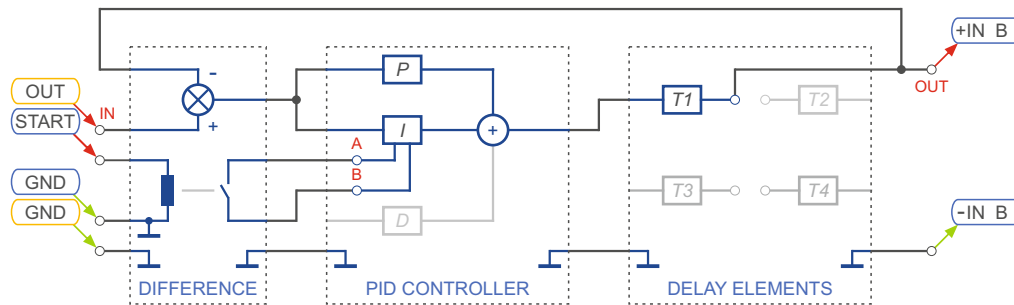 +IN B
-
P
OUT
T1
T2
OUT
IN
START
+
I
+
A
GND
B
T3
T4
GND
D
-IN B
DIFFERENCE
PID CONTROLLER
DELAY ELEMENTS